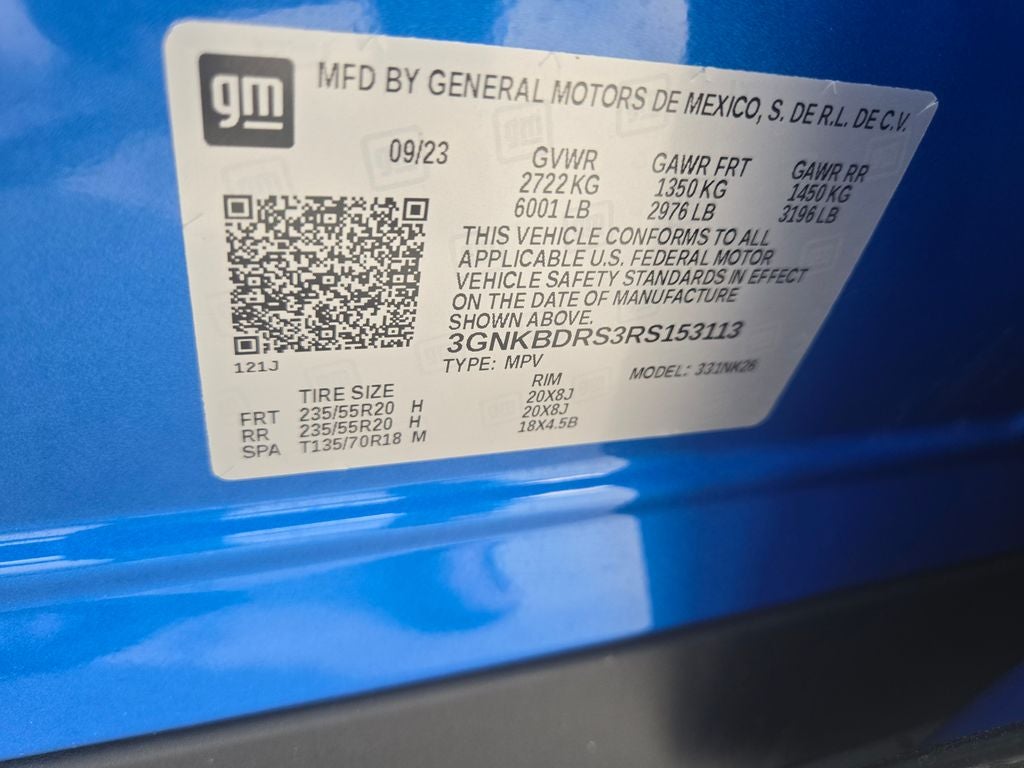 gm
MFD BY GENERAL MOTORS DE MEXICO, S. DE R.L. DE C.V.
09/23 GVWR GAWR FRT GAWR RR
2722 KG 1350 KG 1450 KG
6001 LB 2976 LB 3196 LB
THIS VEHICLE CONFORMS TO ALL
APPLICABLE U.S. FEDERAL MOTOR
VEHICLE SAFETY STANDARDS IN EFFECT
ON THE DATE OF MANUFACTURE
SHOWN ABOVE.
3GNKBDRS3RS153113
121J
TYPE: MPV MODEL: 331NK26
TIRE SIZE RIM
FRT 235/55R20 H 20X8J
RR 235/55R20 H 20X8J
SPA T135/70R18 M 18X4.5B